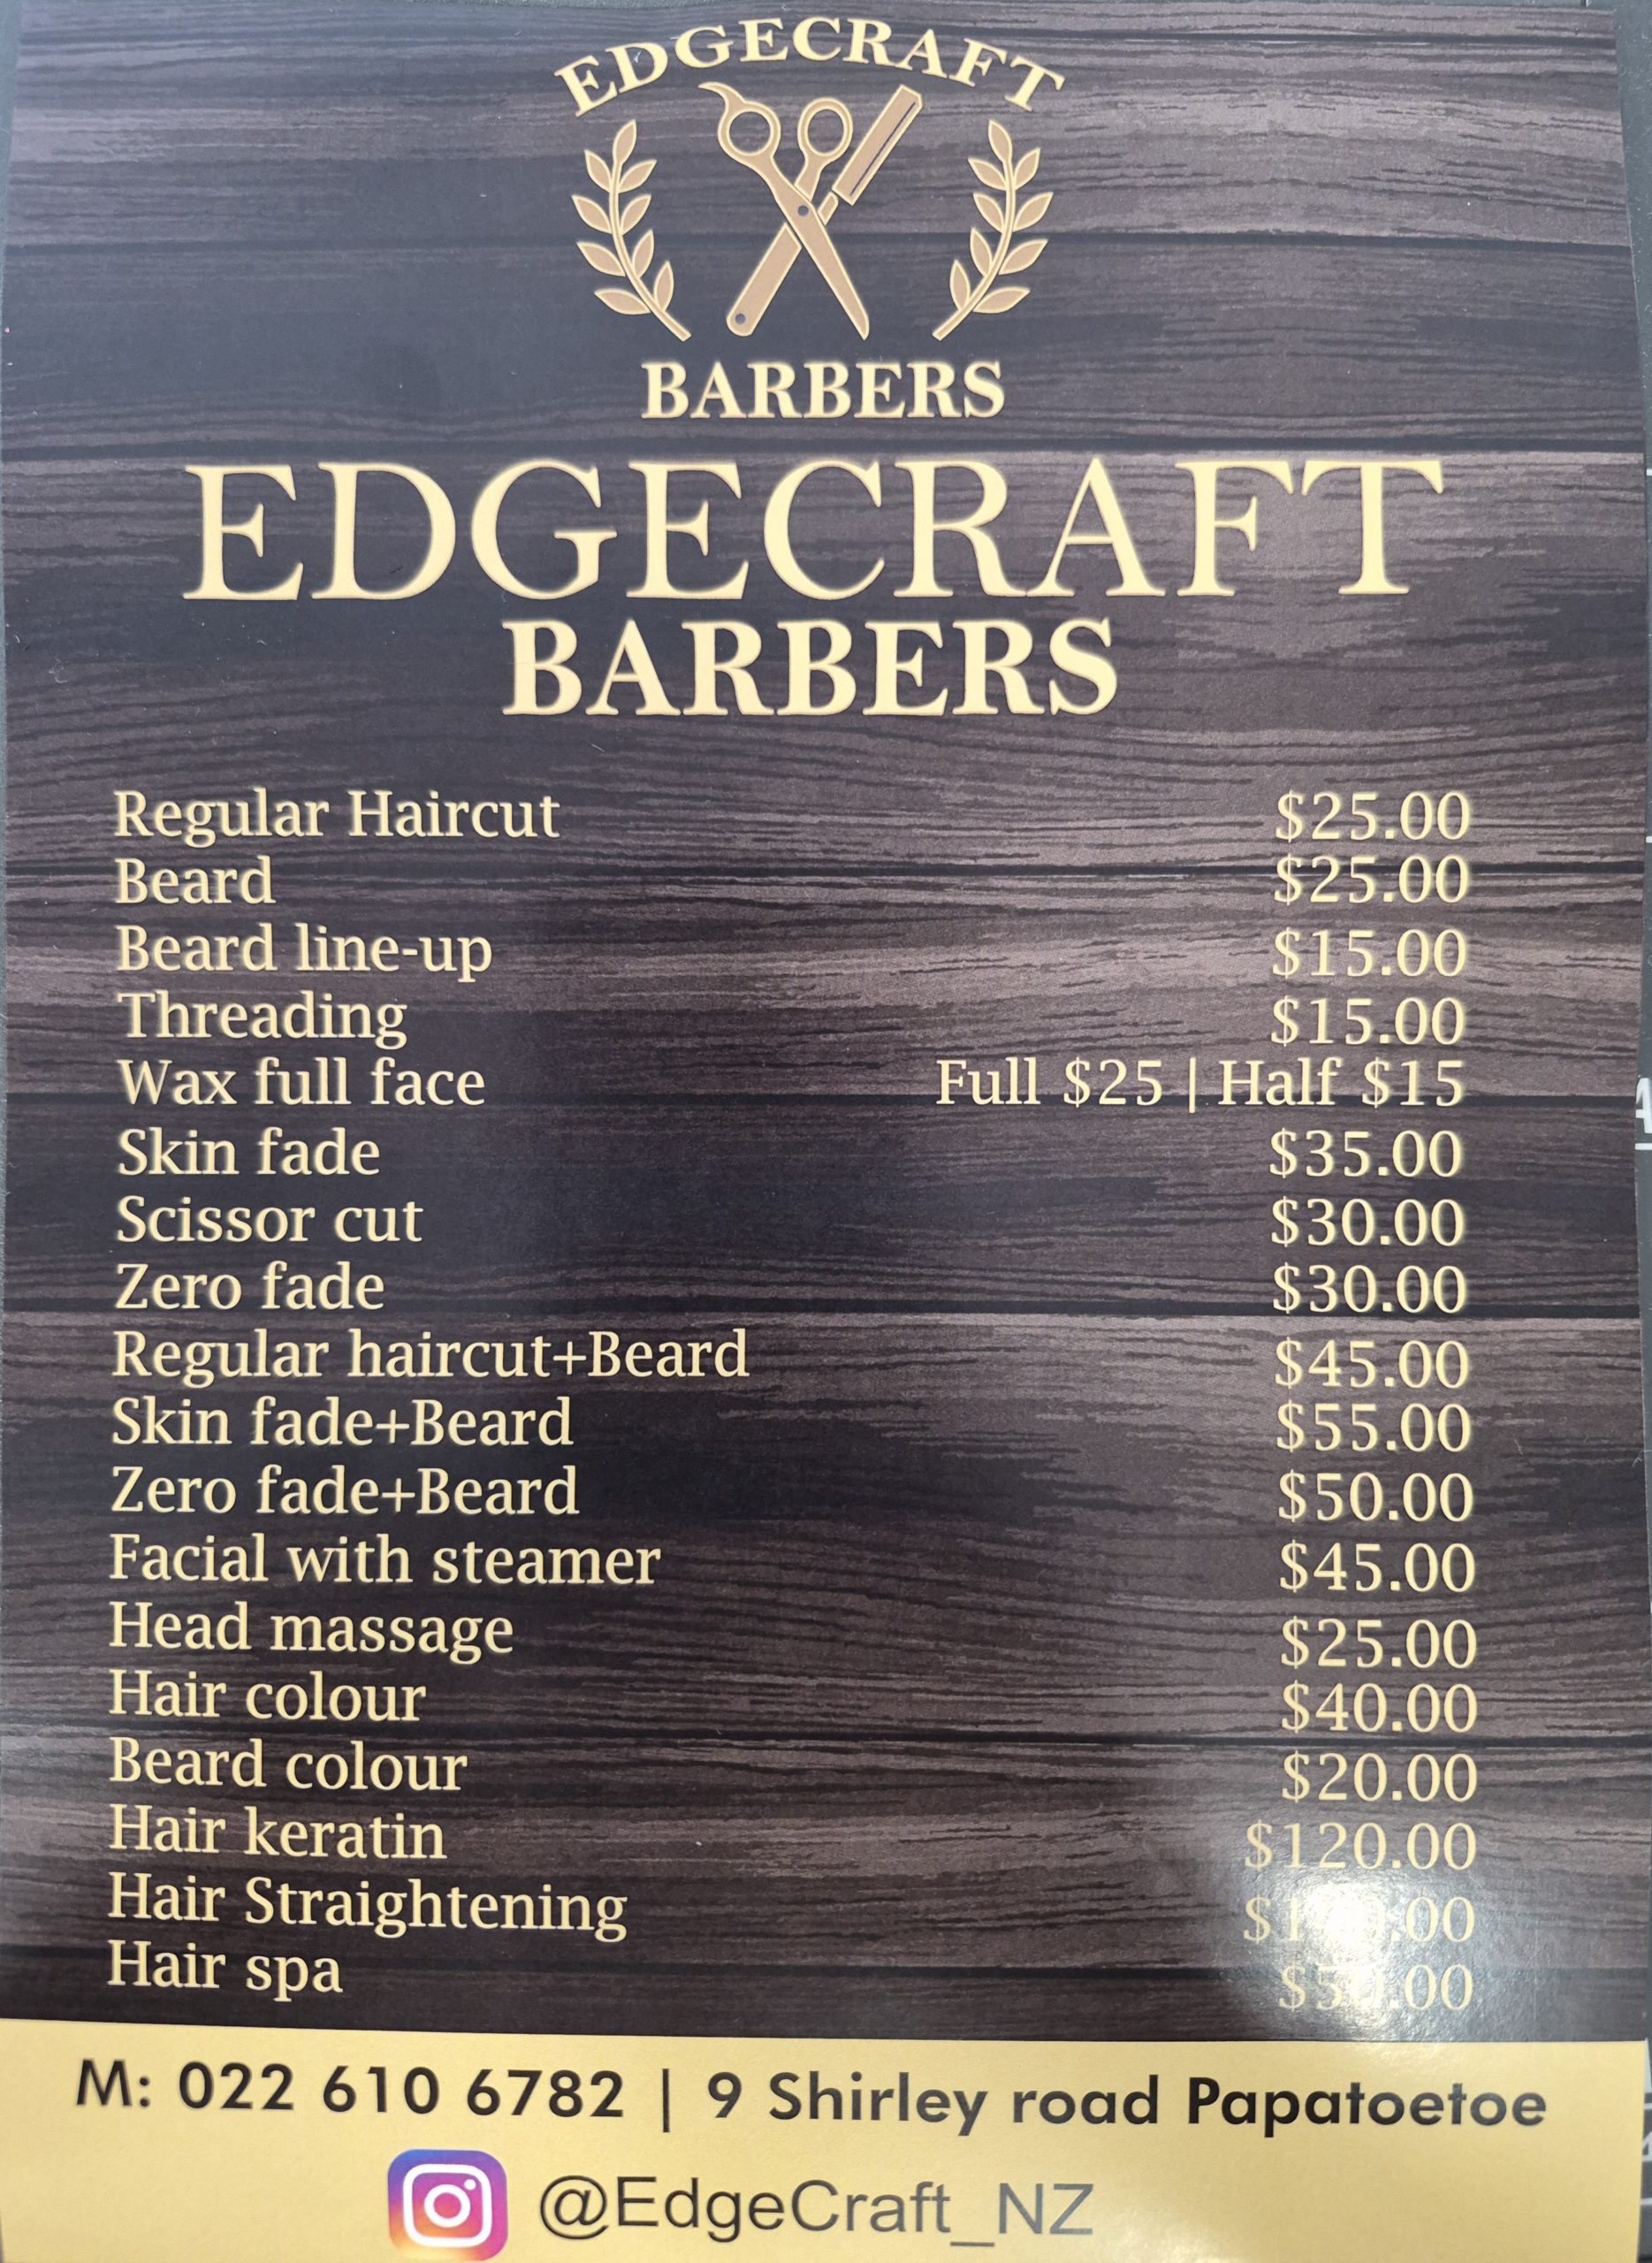 EDGECRAFT
BARBERS
EDGECRAFT
BARBERS
Regular Haircut $25.00
Beard $25.00
Beard line-up $15.00
Threading $15.00
Wax full face Full $25 | Half $15
Skin fade $35.00
Scissor cut $30.00
Zero fade $30.00
Regular haircut+Beard $45.00
Skin fade+Beard $55.00
Zero fade+Beard $50.00
Facial with steamer $45.00
Head massage $25.00
Hair colour $40.00
Beard colour $20.00
Hair keratin $120.00
Hair Straightening
Hair spa
M: 022 610 6782 | 9 Shirley road Papatoetoe
@EdgeCraft_NZ